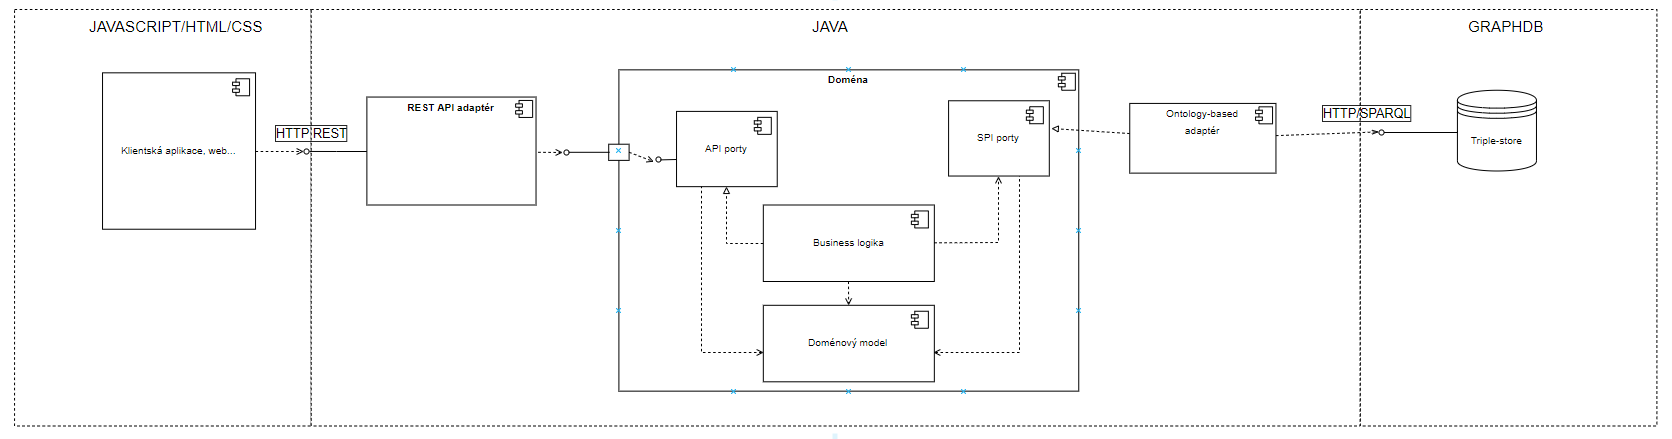 JAVASCRIPT/HTML/CSS
JAVA
GRAPHDB
Klientská aplikace, web...
HTTP REST
REST API adaptér
Doména
API porty
SPI porty
Business logika
Doménový model
Ontology-based
adaptér
HTTP/SPARQL
Triple-store